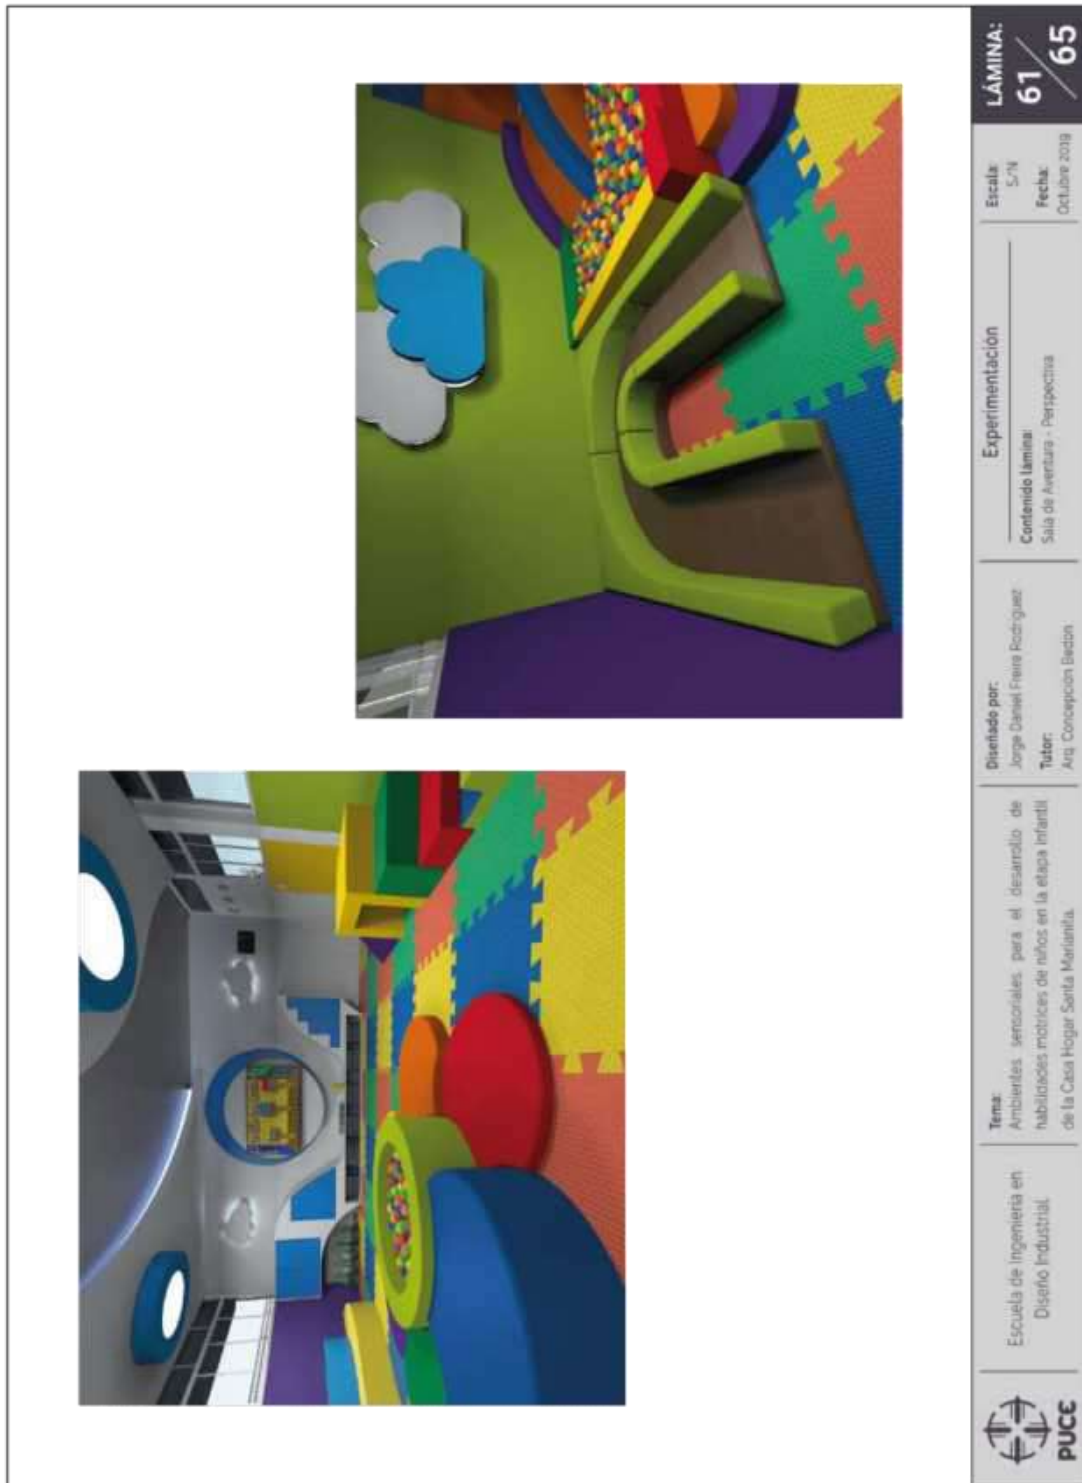 PUCE
Escuela de Ingeniería en
Diseño Industrial
Tema:
Ambientes sensoriales para el desarrollo de
habilidades motrices de niños en la etapa infantil
de la Casa Hogar Santa Marianita.
Diseñado por:
Jorge Daniel Freire Rodríguez
Tutor:
Arq. Concepción Bedon
Experimentación
Contenido lámina:
Sala de Aventura - Perspectiva
Escala:
S/N
Fecha:
Octubre 2019
LÁMINA:
61/65